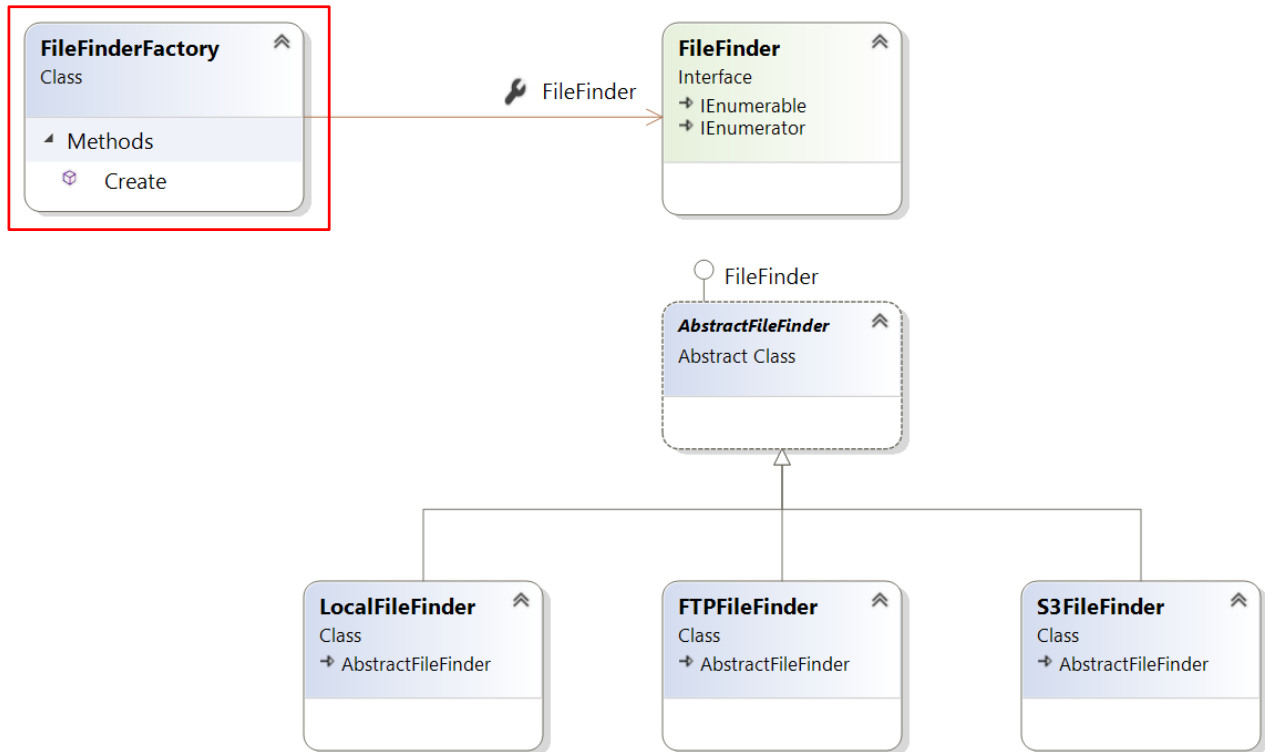 FileFinderFactory
Class
Methods
Create
FileFinder
FileFinder
Interface
IEnumerable
IEnumerator
FileFinder
AbstractFileFinder
Abstract Class
LocalFileFinder
Class
AbstractFileFinder
FTPFileFinder
Class
AbstractFileFinder
S3FileFinder
Class
AbstractFileFinder